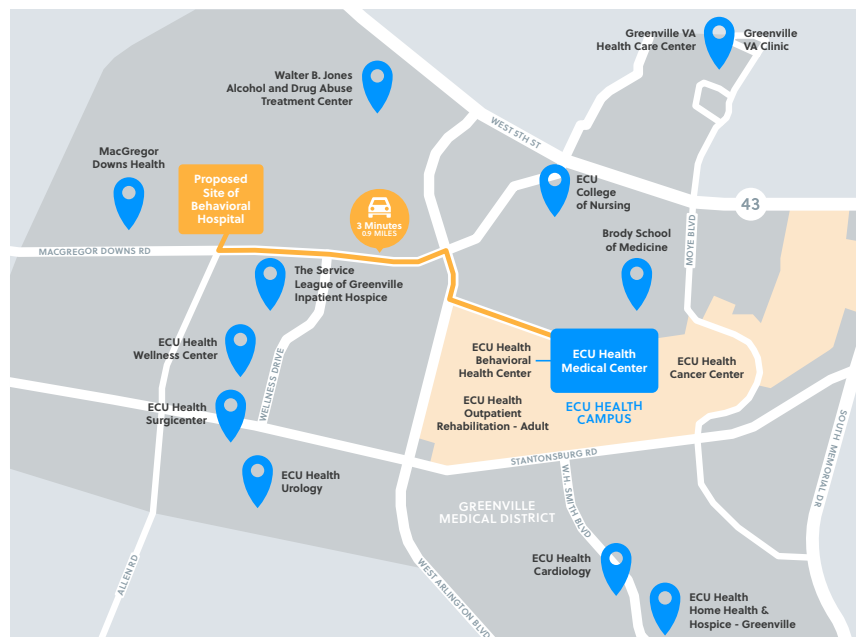 Greenville VA
Health Care Center
Greenville
VA Clinic
Walter B. Jones
Alcohol and Drug Abuse
Treatment Center
WEST 5TH ST
MacGregor
Downs Health
Proposed
Site of
Behavioral
Hospital
ECU
College
of Nursing
43
3 Minutes
0.9 MILES
Brody School
of Medicine
MOYE BLVD
MACGREGOR DOWNS RD
The Service
League of Greenville
Inpatient Hospice
ECU Health
Wellness Center
WELLNESS DRIVE
ECU Health
Behavioral
Health Center
ECU Health
Medical Center
ECU Health
Cancer Center
ECU Health
Surgicenter
ECU Health
Outpatient
Rehabilitation - Adult
ECU HEALTH
CAMPUS
STANTONSBURG RD
SOUTH MEMORIAL DR
ECU Health
Urology
W.H. SMITH BLVD
GREENVILLE
MEDICAL DISTRICT
ALLEN RD
WEST ARLINGTON BLVD
ECU Health
Cardiology
ECU Health
Home Health &
Hospice - Greenville